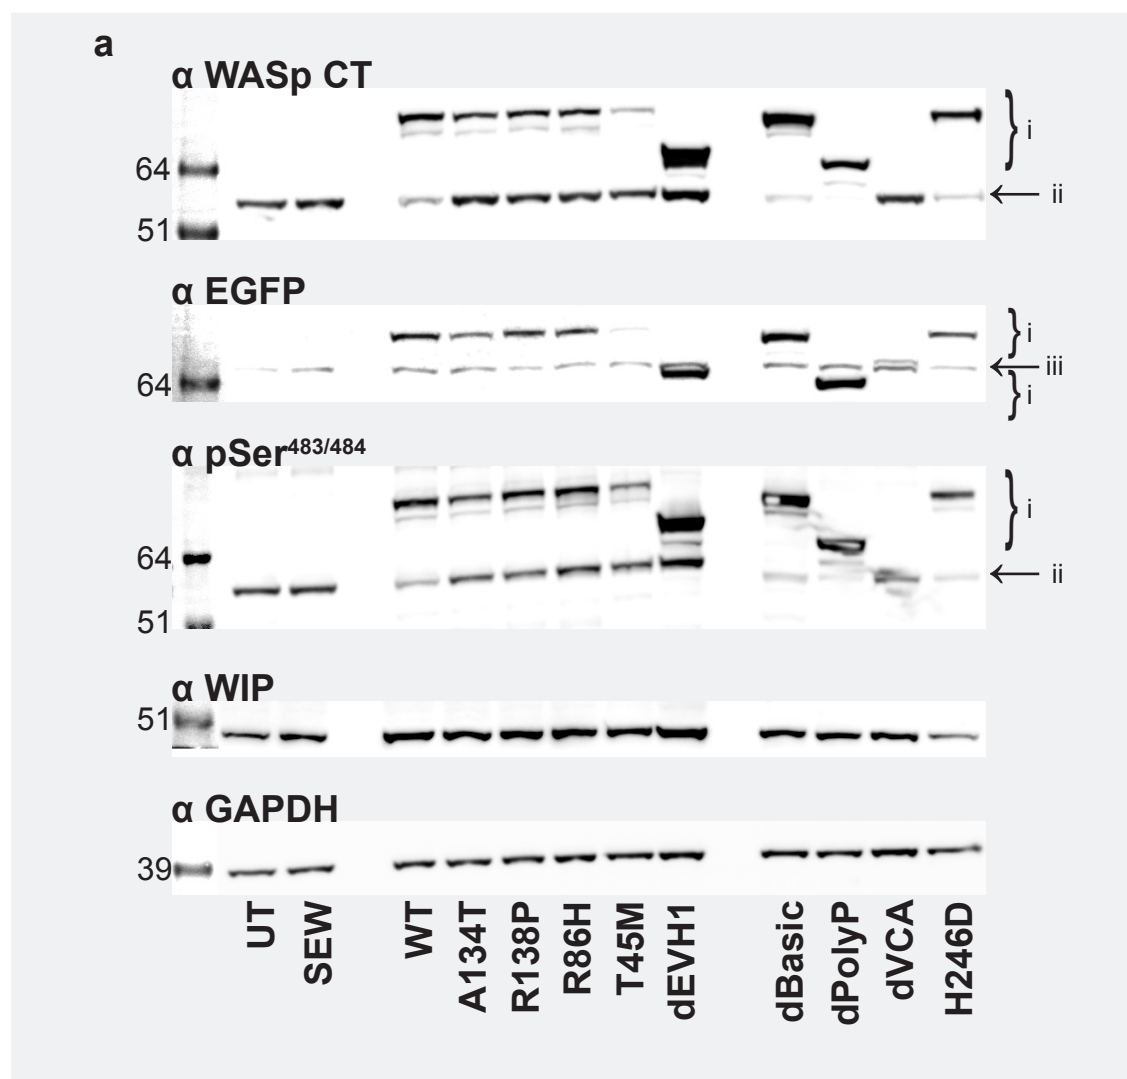 a
α WASp CT
64
51
i
ii
α EGFP
64
i
iii
i
α pSer483/484
64
51
i
ii
α WIP
51
α GAPDH
39
UT
SEW
WT
A134T
R138P
R86H
T45M
dEVH1
dBasic
dPolyP
dVCA
H246D